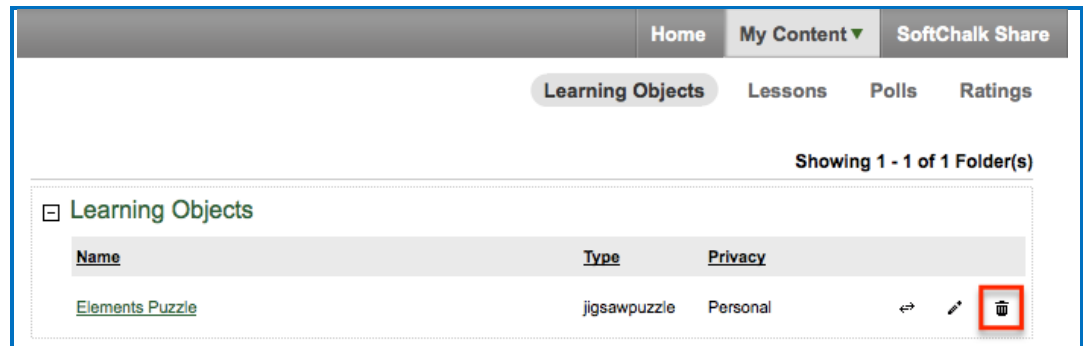 Home My Content▼ SoftChalk Share
Learning Objects Lessons Polls Ratings
Showing 1 - 1 of 1 Folder(s)
Learning Objects
Name Type Privacy
Elements Puzzle jigsawpuzzle Personal